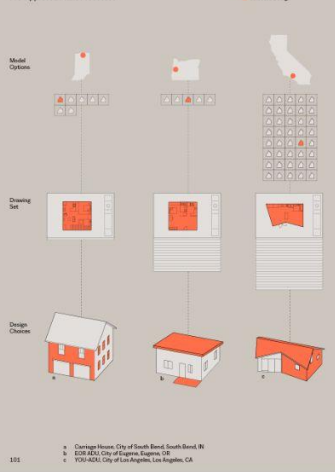 Model
Options
Drawing
Set
Design
Choices
a
b
c
a Carriage House, City of South Bend, South Bend, IN
b EOR ADU, City of Eugene, Eugene, OR
101 c YOU-ADU, City of Los Angeles, Los Angeles, CA